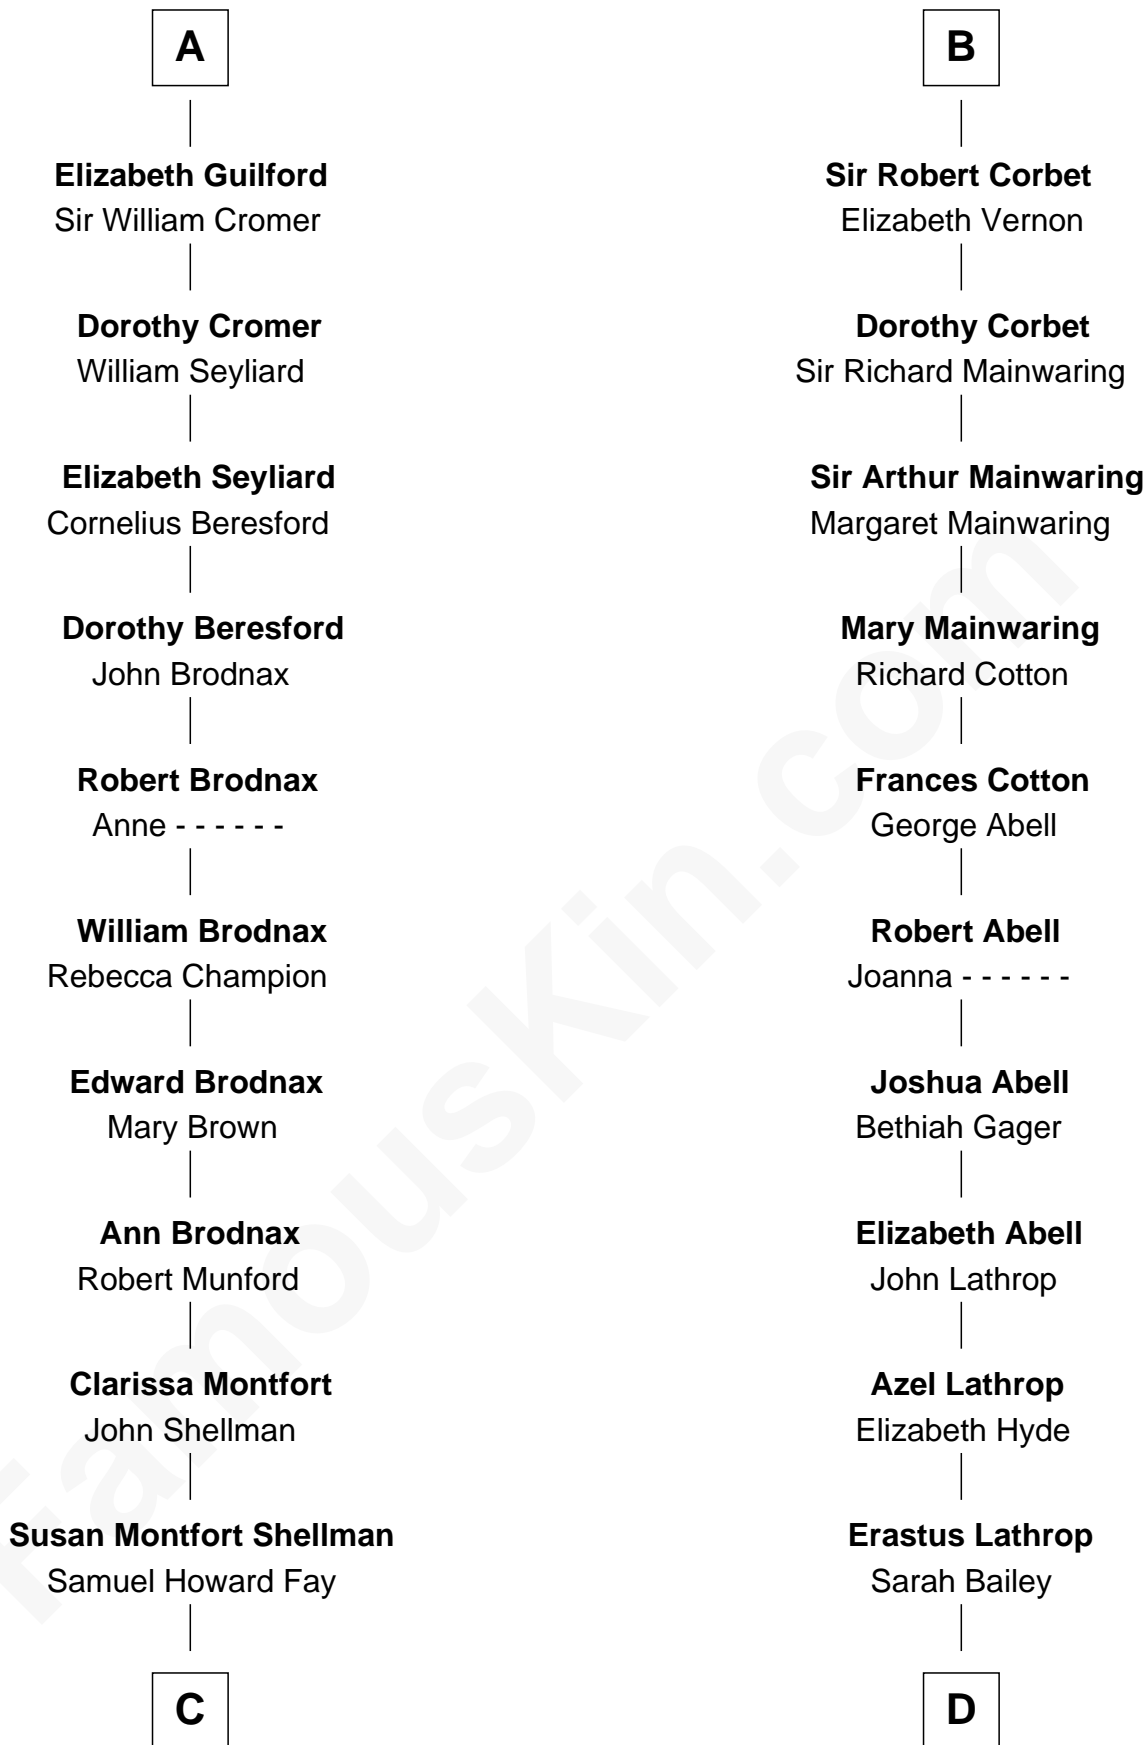 A
Elizabeth Guilford
Sir William Cromer
Dorothy Cromer
William Seyliard
Elizabeth Seyliard
Cornelius Beresford
Dorothy Beresford
John Brodnax
Robert Brodnax
Anne - - - - - -
William Brodnax
Rebecca Champion
Edward Brodnax
Mary Brown
Ann Brodnax
Robert Munford
Clarissa Montfort
John Shellman
Susan Montfort Shellman
Samuel Howard Fay
C
B
Sir Robert Corbet
Elizabeth Vernon
Dorothy Corbet
Sir Richard Mainwaring
Sir Arthur Mainwaring
Margaret Mainwaring
Mary Mainwaring
Richard Cotton
Frances Cotton
George Abell
Robert Abell
Joanna - - - - - -
Joshua Abell
Bethiah Gager
Elizabeth Abell
John Lathrop
Azel Lathrop
Elizabeth Hyde
Erastus Lathrop
Sarah Bailey
D
FamousKin.com